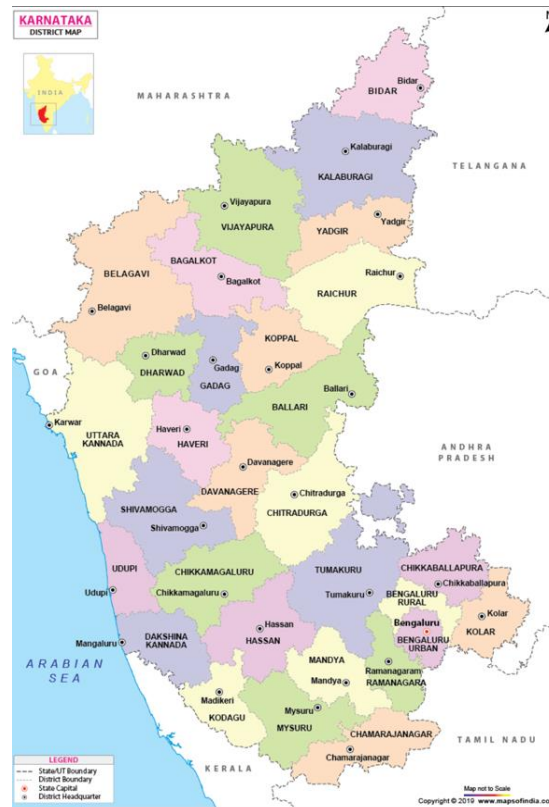 KARNATAKA
DISTRICT MAP
INDIA
MAHARASHTRA
Bidar
BIDAR
Kalaburagi
KALABURAGI
TELANGANA
Vijayapura
VIJAYAPURA
Yadgir
YADGIR
BAGALKOT
Bagalkot
BELAGAVI
Belagavi
Raichur
RAICHUR
KOPPAL
Koppal
Dharwad
DHARWAD
Gadag
GADAG
GOA
Ballari
BALLARI
Karwar
UTTARA
KANNADA
Haveri
HAVERI
ANDHRA
PRADESH
Davanagere
DAVANAGERE
Chitradurga
CHITRADURGA
SHIVAMOGGA
Shivamogga
UDUPI
Udupi
CHIKKAMAGALURU
Chikkamagaluru
TUMAKURU
Tumakuru
CHIKKABALLAPURA
Chikkaballapura
BENGALURU
RURAL
Kolar
KOLAR
Bengaluru
BENGALURU
URBAN
Hassan
HASSAN
Mangaluru
DAKSHINA
KANNADA
ARABIAN
SEA
MANDYA
Mandya
Ramanagaram
RAMANAGARA
Madikeri
KODAGU
Mysuru
MYSURU
CHAMARAJANAGAR
Chamarajanagar
TAMIL NADU
KERALA
LEGEND
State/UT Boundary
District Boundary
State Capital
District Headquarter
Map not to Scale
Copyright © 2019 www.mapsofindia.co